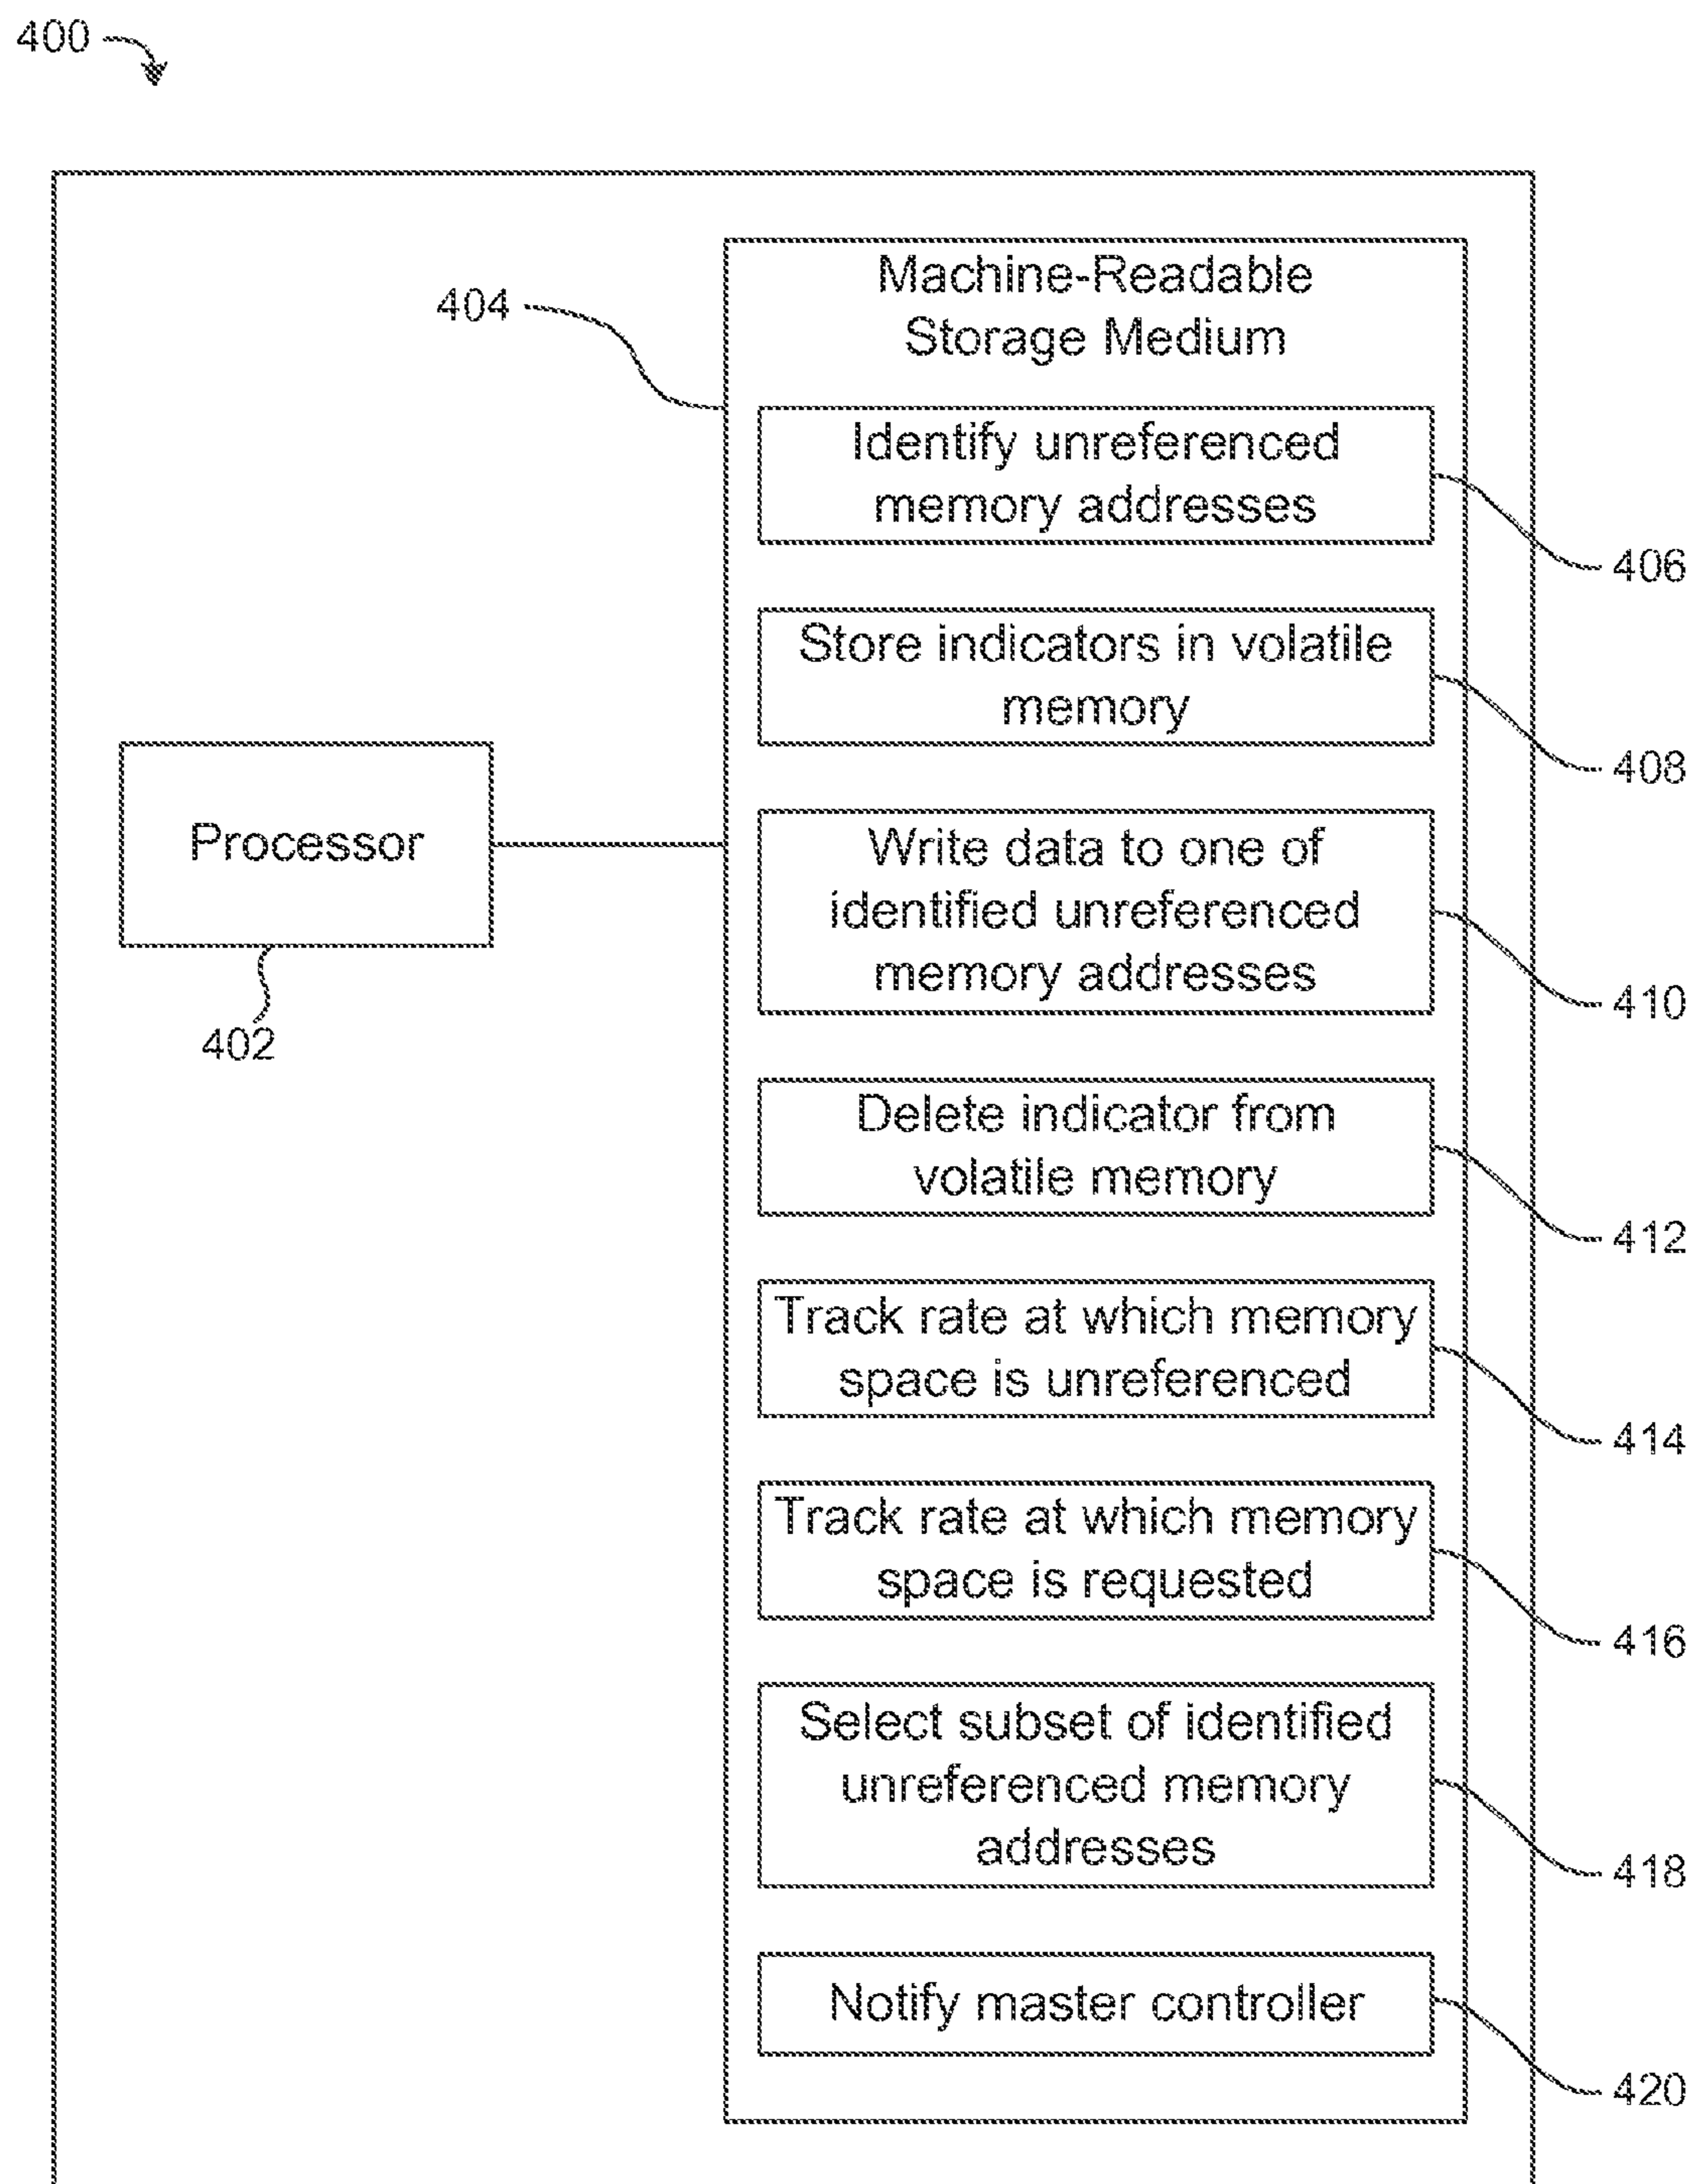 400
Machine-Readable
Storage Medium
404
Identify unreferenced
memory addresses
406
Store indicators in volatile
memory
408
Processor
402
Write data to one of
identified unreferenced
memory addresses
410
Delete indicator from
volatile memory
412
Track rate at which memory
space is unreferenced
414
Track rate at which memory
space is requested
416
Select subset of identified
unreferenced memory
addresses
418
Notify master controller
420